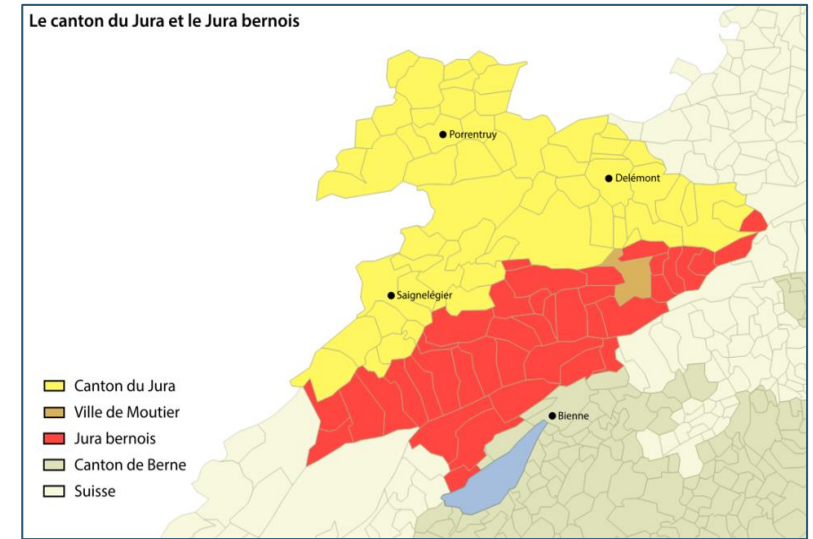 Le canton du Jura et le Jura bernois
Porrentruy
Delémont
Saignelégier
Bienne
Canton du Jura
Ville de Moutier
Jura bernois
Canton de Berne
Suisse